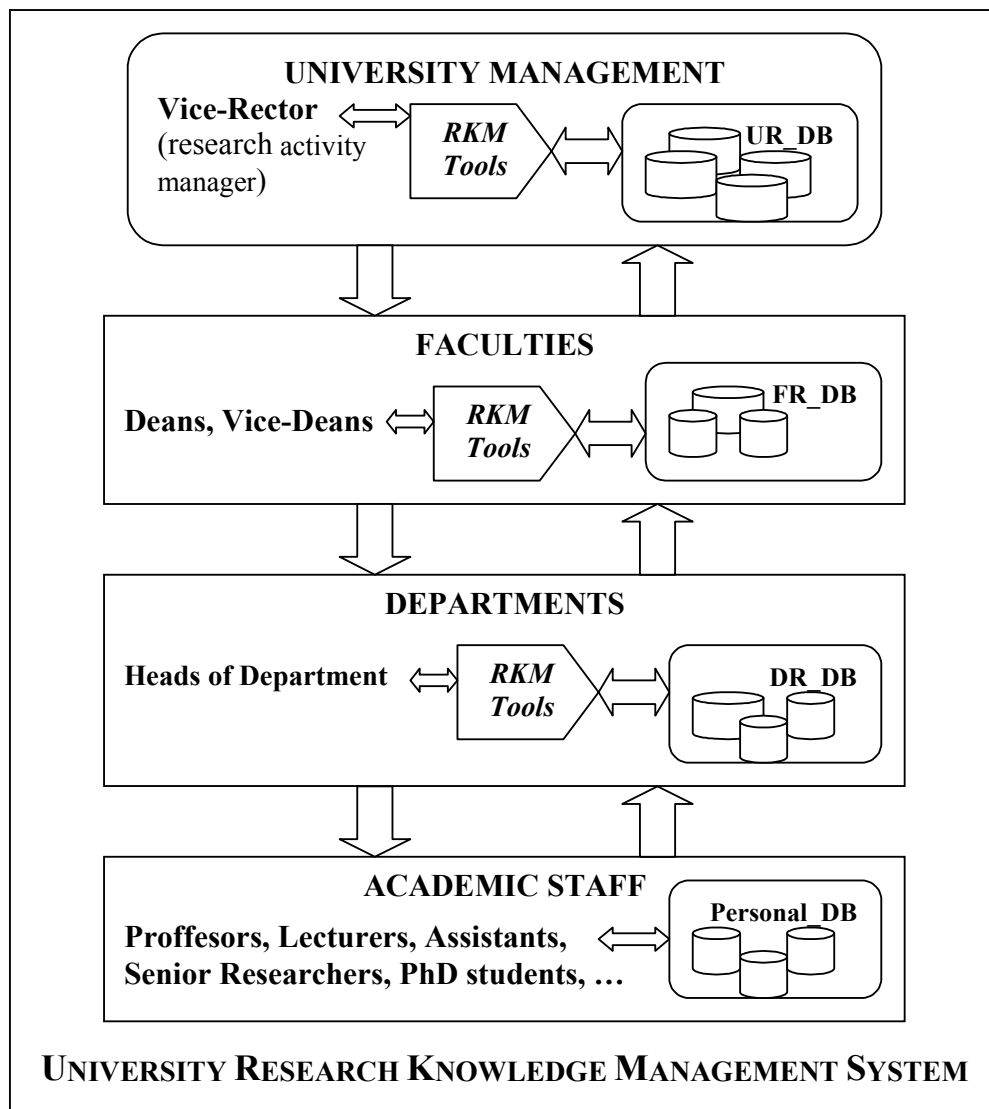 UNIVERSITY MANAGEMENT
Vice-Rector
(research activity
manager)
RKM
Tools
UR_DB
FACULTIES
Deans, Vice-Deans
RKM
Tools
FR_DB
DEPARTMENTS
Heads of Department
RKM
Tools
DR_DB
ACADEMIC STAFF
Proffesors, Lecturers, Assistants,
Senior Researchers, PhD students, …
Personal_DB
UNIVERSITY RESEARCH KNOWLEDGE MANAGEMENT SYSTEM